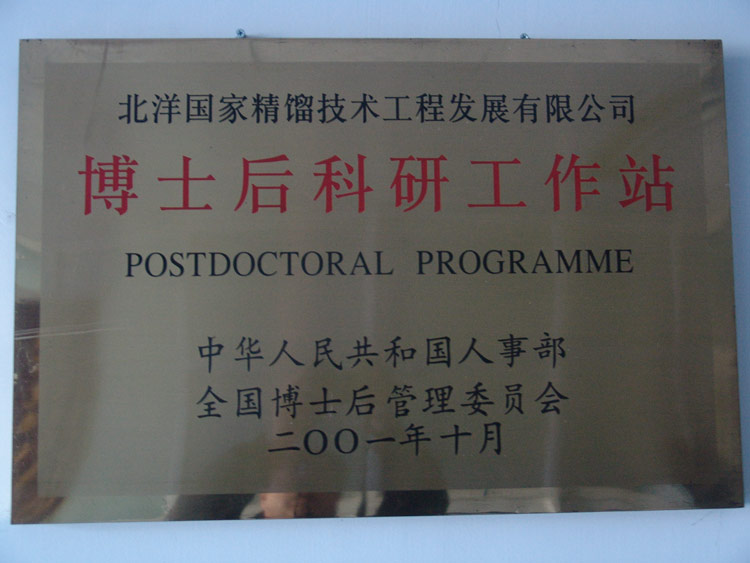 北洋国家精馏技术工程发展有限公司
博士后科研工作站
POSTDOCTORAL PROGRAMME
中华人民共和国人事部
全国博士后管理委员会
二〇〇一年十月